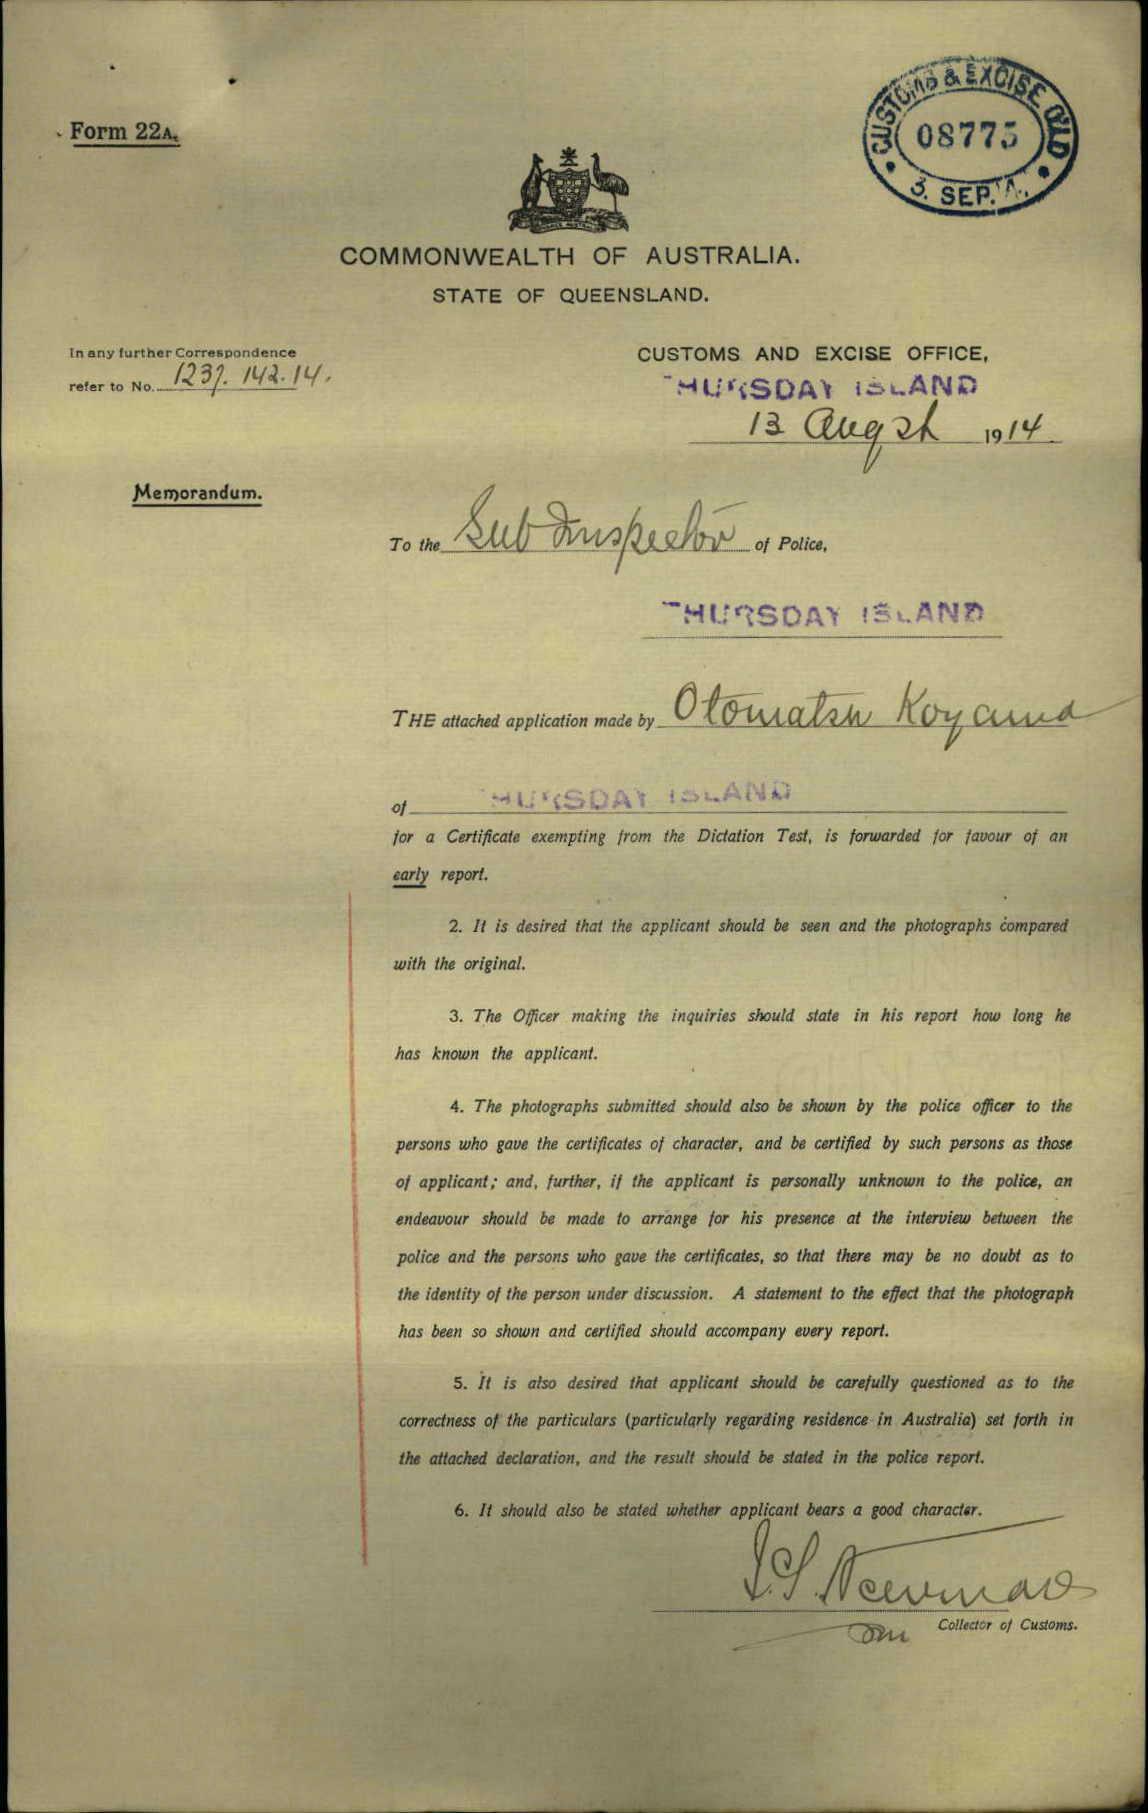 Form 22A.
CUSTOMS & EXCISE Q'LD
08775
3. SEP.
COMMONWEALTH OF AUSTRALIA.
STATE OF QUEENSLAND.
In any further Correspondence
refer to No. 1237. 142. 14.
CUSTOMS AND EXCISE OFFICE,
THURSDAY ISLAND
13 Augst 1914
Memorandum.
To the Sub Inspector of Police,
THURSDAY ISLAND
THE attached application made by Otomatsu Koyama
of THURSDAY ISLAND
for a Certificate exempting from the Dictation Test, is forwarded for favour of an
early report.
2. It is desired that the applicant should be seen and the photographs compared
with the original.
3. The Officer making the inquiries should state in his report how long he
has known the applicant.
4. The photographs submitted should also be shown by the police officer to the
persons who gave the certificates of character, and be certified by such persons as those
of applicant; and, further, if the applicant is personally unknown to the police, an
endeavour should be made to arrange for his presence at the interview between the
police and the persons who gave the certificates, so that there may be no doubt as to
the identity of the person under discussion. A statement to the effect that the photograph
has been so shown and certified should accompany every report.
5. It is also desired that applicant should be carefully questioned as to the
correctness of the particulars (particularly regarding residence in Australia) set forth in
the attached declaration, and the result should be stated in the police report.
6. It should also be stated whether applicant bears a good character.
Collector of Customs.